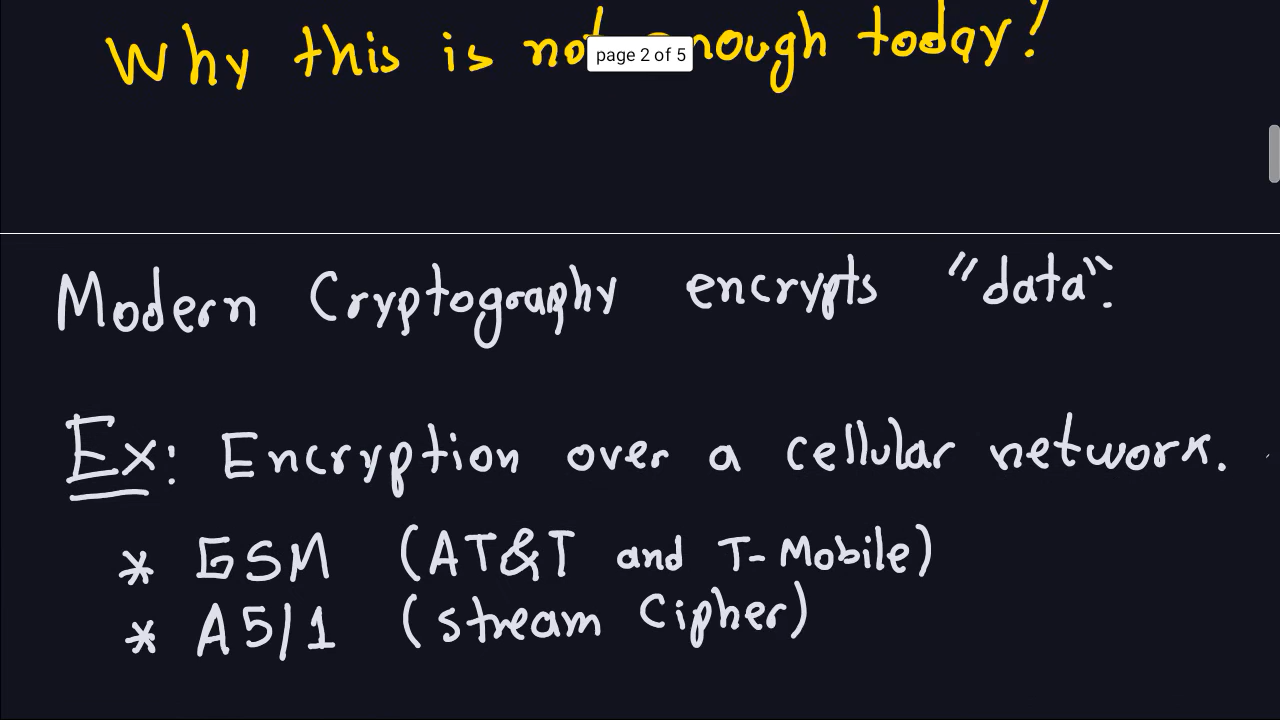 Why this is not enough today?
page 2 of 5
Modern Cryptography encrypts "data".
Ex: Encryption over a cellular network.
* GSM (AT&T and T-Mobile)
* A5/1 (stream Cipher)